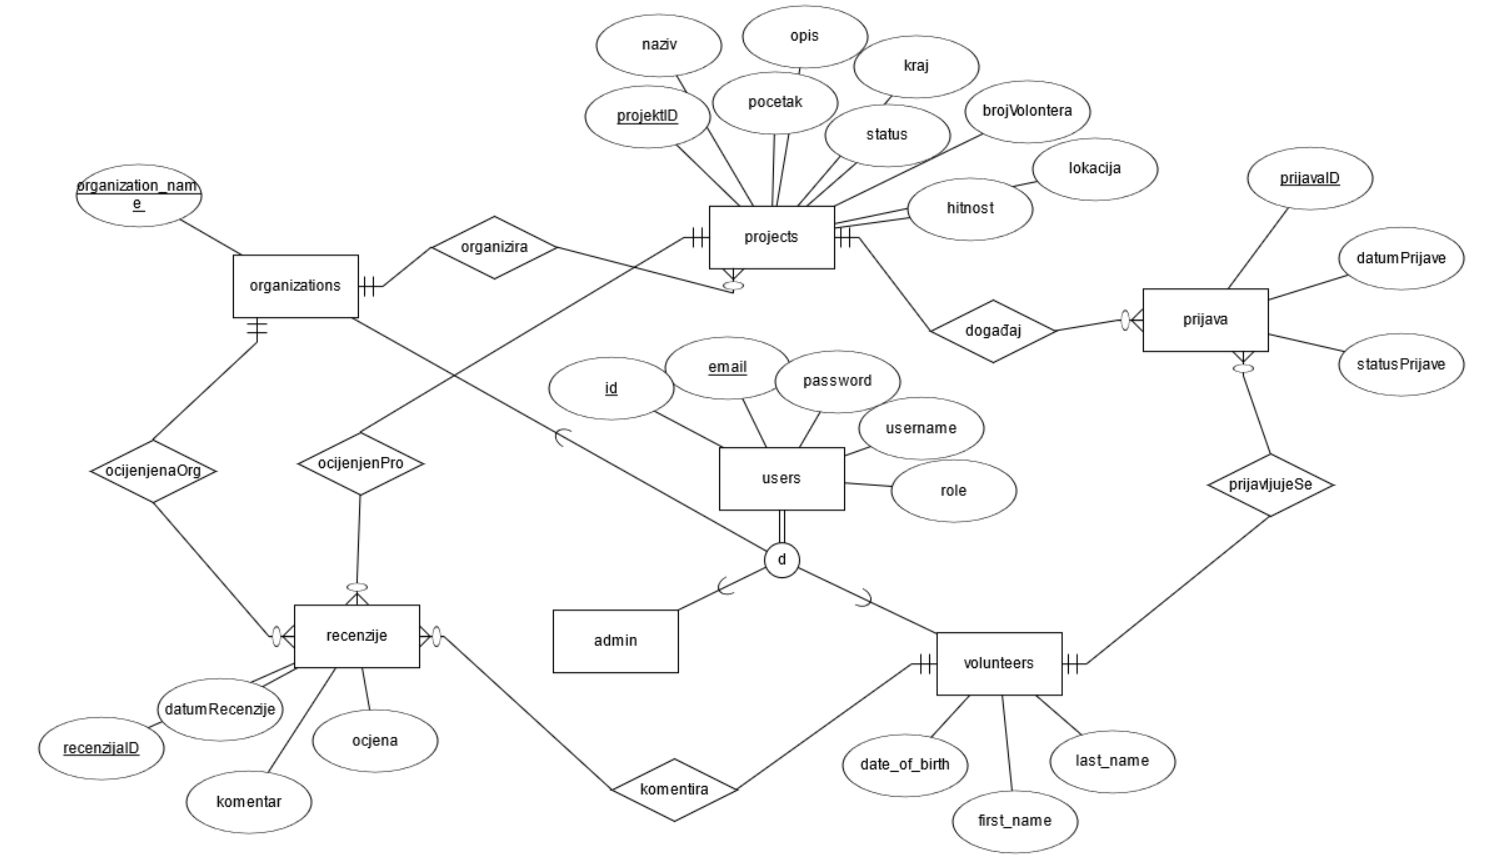 opis
naziv
kraj
pocetak
brojVolontera
projektID
status
lokacija
prijavaID
organization_nam
e
hitnost
projects
organizira
datumPrijave
organizations
prijava
događaj
statusPrijave
email
password
id
username
ocijenjenPro
ocijenjenaOrg
users
prijavljujeSe
role
d
recenzije
admin
volunteers
datumRecenzije
ocjena
recenzijaID
last_name
date_of_birth
komentira
komentar
first_name